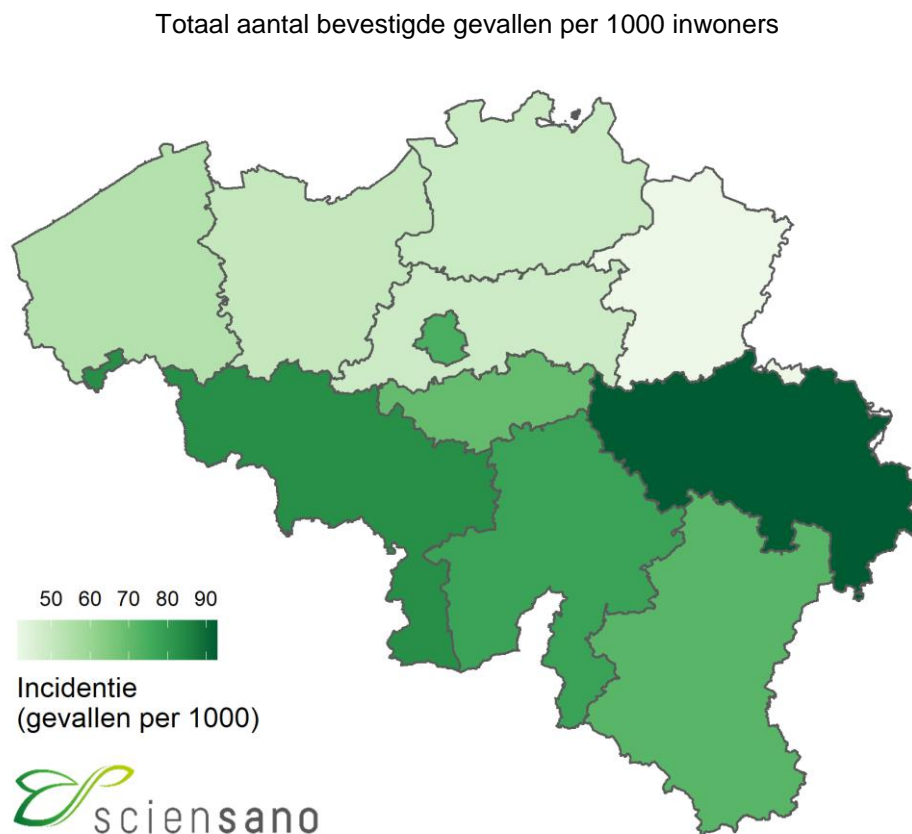 Totaal aantal bevestigde gevallen per 1000 inwoners
50 60 70 80 90
Incidentie
(gevallen per 1000)
sciensano